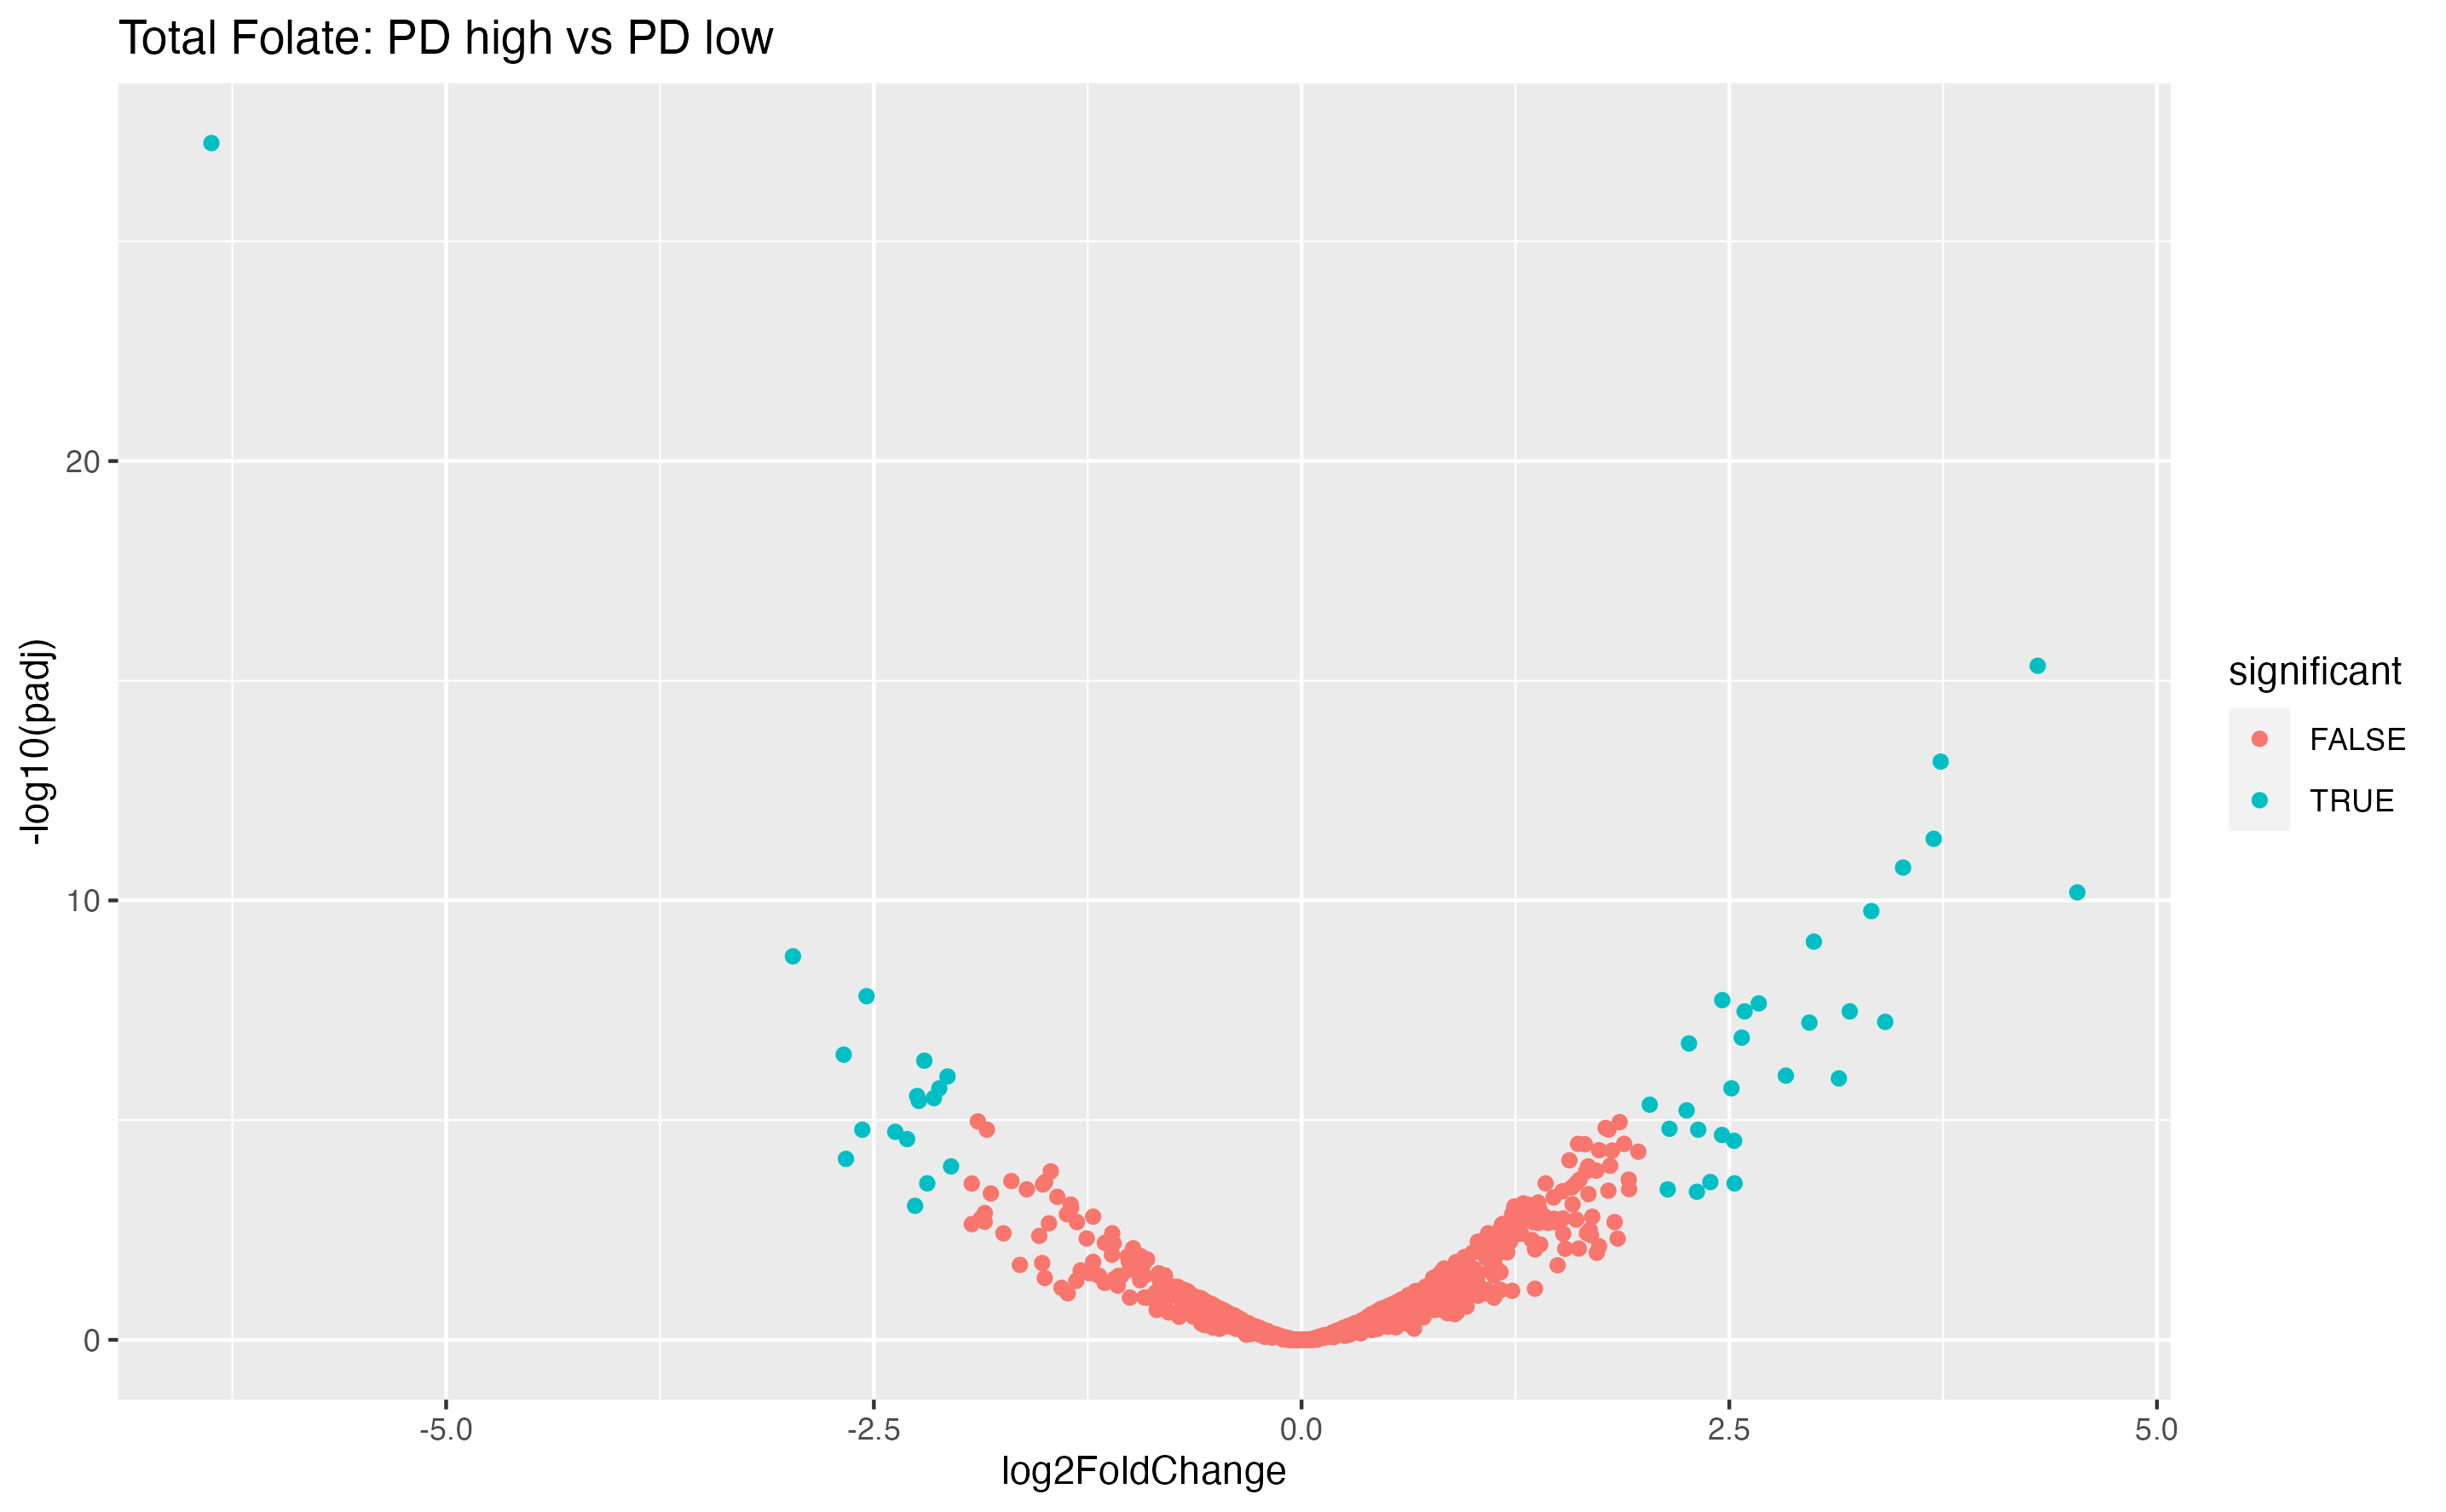 Total Folate: PD high vs PD low
-log10(padj)
20
10
0
-5.0
-2.5
0.0
2.5
5.0
log2FoldChange
significant
FALSE
TRUE